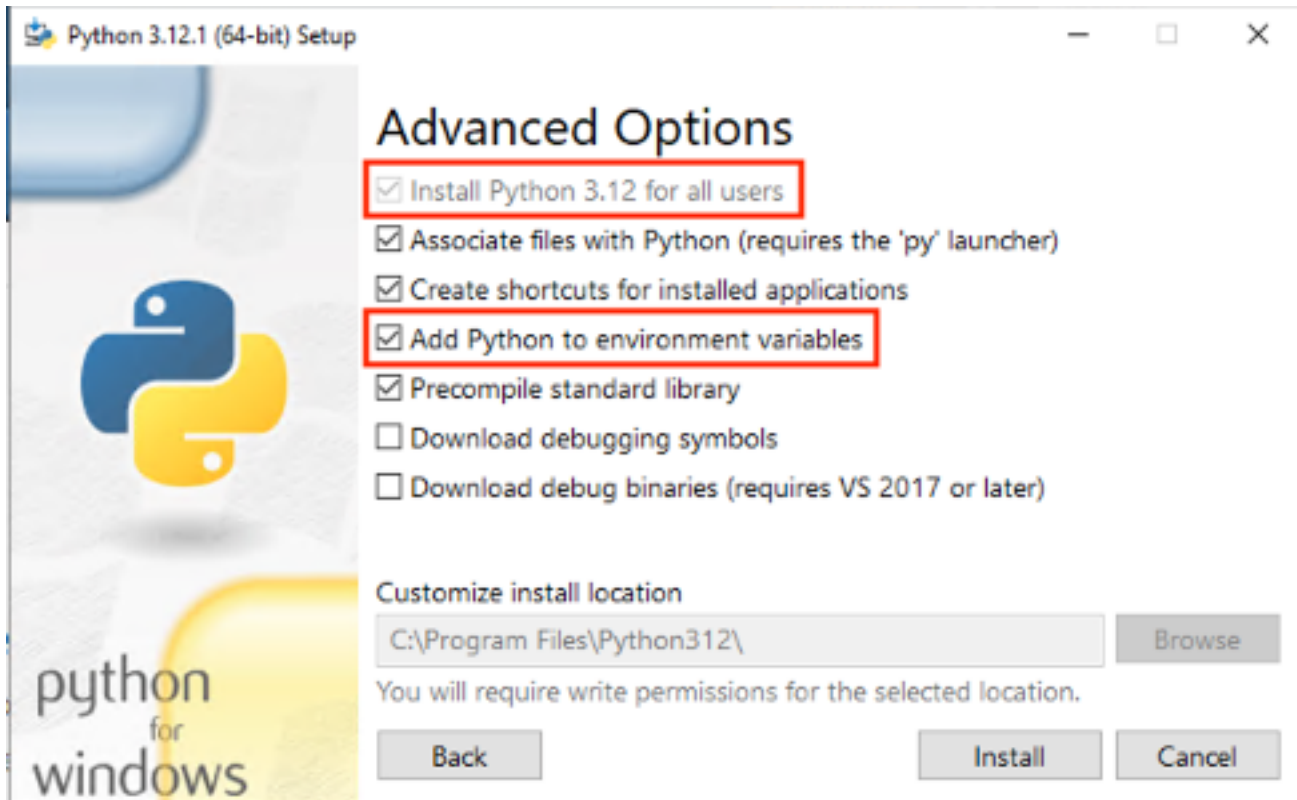 Python 3.12.1 (64-bit) Setup
Advanced Options
Install Python 3.12 for all users
Associate files with Python (requires the 'py' launcher)
Create shortcuts for installed applications
Add Python to environment variables
Precompile standard library
Download debugging symbols
Download debug binaries (requires VS 2017 or later)
Customize install location
C:\Program Files\Python312\
Browse
You will require write permissions for the selected location.
python
for
windows
Back
Install
Cancel